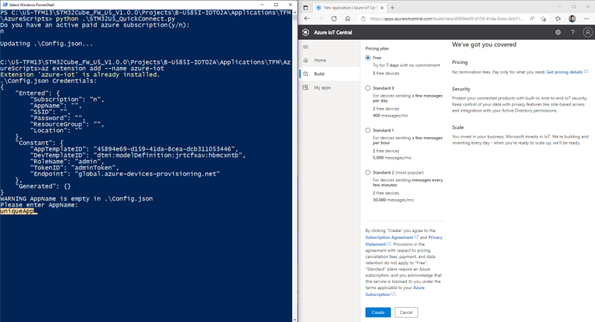 Select Windows PowerShell
PS C:\US-TFM13\STM32Cube_FW_U5_V1.0.0\Projects\B-U585I-IOT02A\Applications\TFM\
AzureScripts> python .\STM32U5_QuickConnect.py
Do you have an active paid azure subscription(y/n):
n
Updating .\Config.json...
C:\US-TFM13\STM32Cube_FW_U5_V1.0.0\Projects\B-U585I-IOT02A\Applications\TFM\Azu
reScripts>az extension add --name azure-iot
Extension 'azure-iot' is already installed.
.\Config.json Credentials:
{
"Entered": {
"Subscription": "n",
"AppName": "",
"SSID": "",
"Password": "",
"ResourceGroup": "",
"Location": ""
},
"Constant": {
"AppTemplateID": "45894e69-d159-41da-8cea-dcb311O53446",
"DevTemplateID": "dtmi:modelDefinition:jrtcfxav:hbmcxntb",
"RoleName": "admin",
"TokenID": "adminToken",
"Endpoint": "global.azure-devices-provisioning.net"
},
"Generated": {}
}
WARNING AppName is empty in .\Config.json
Please enter AppName:
uniqueApp
New application | Azure IoT Cen
https://apps.azureiotcentral.com/
Azure IoT Central
Home
Build
My apps
Pricing plan
Free
Try for 7 days with no commitment
5 free devices
Standard 0
For devices sending a few messages
per day
2 free devices
400 messages/mo
Standard 1
For devices sending a few messages
per hour
2 free devices
5,000 messages/mo
Standard 2 (most popular)
For devices sending messages every
few minutes
2 free devices
30,000 messages/mo
By clicking "Create" you agree to the
Subscription Agreement and Privacy
Statement. Provisions in the
agreement with respect to pricing,
cancellation fees, payment, and data
retention do not apply to "Free".
"Standard" plans require an Azure
subscription, and you acknowledge that
this service is licensed to you under the
terms applicable to your Azure
Subscription
Create
Cancel
We've got you covered
Pricing
No termination fees. Pay only for what you need. Get pricing details
Security
Protect your connected products with built-in, end-to-end IoT security.
Keep control of your data with privacy features like role-based access
and integration with your Active Directory permissions.
Scale
You invest in your business. Microsoft invests in IoT. We're building and
inventing every day – when you're ready to scale up, we'll be ready.